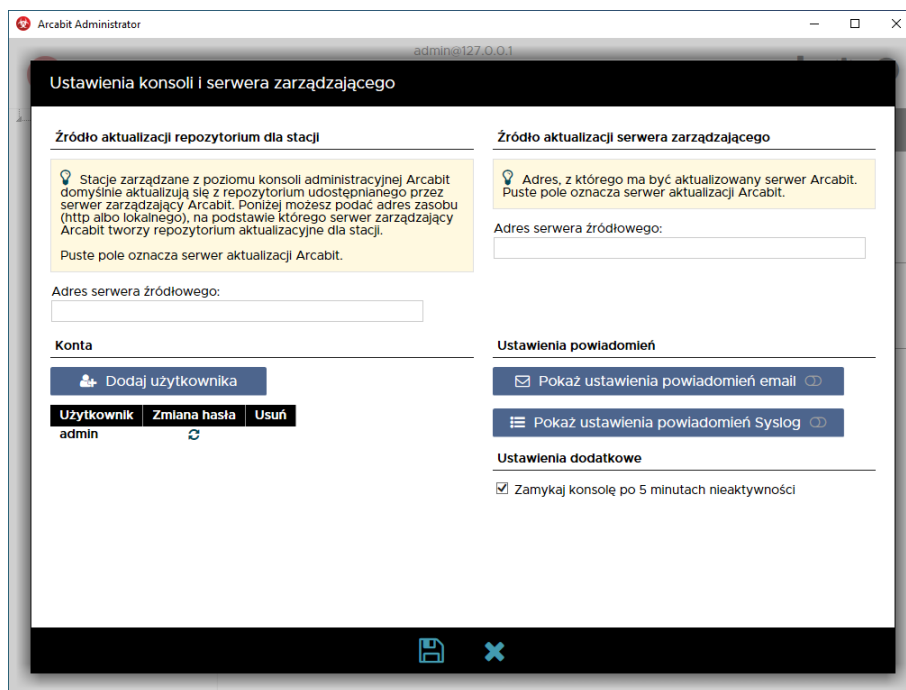 Arcabit Administrator
admin@127.0.0.1
Ustawienia konsoli i serwera zarządzającego
Źródło aktualizacji repozytorium dla stacji
Stacje zarządzane z poziomu konsoli administracyjnej Arcabit
domyślnie aktualizują się z repozytorium udostępnianego przez
serwer zarządzający Arcabit. Poniżej możesz podać adres zasobu
(http albo lokalnego), na podstawie którego serwer zarządzający
Arcabit tworzy repozytorium aktualizacyjne dla stacji.
Puste pole oznacza serwer aktualizacji Arcabit.
Adres serwera źródłowego:
Źródło aktualizacji serwera zarządzającego
Adres, z którego ma być aktualizowany serwer Arcabit.
Puste pole oznacza serwer aktualizacji Arcabit.
Adres serwera źródłowego:
Konta
Dodaj użytkownika
Użytkownik Zmiana hasła Usuń
admin
Ustawienia powiadomień
Pokaż ustawienia powiadomień email
Pokaż ustawienia powiadomień Syslog
Ustawienia dodatkowe
Zamykaj konsolę po 5 minutach nieaktywności